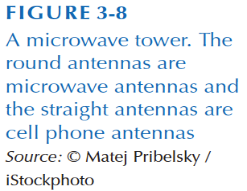 FIGURE 3-8
A microwave tower. The
round antennas are
microwave antennas and
the straight antennas are
cell phone antennas
Source: © Matej Pribelsky /
iStockphoto